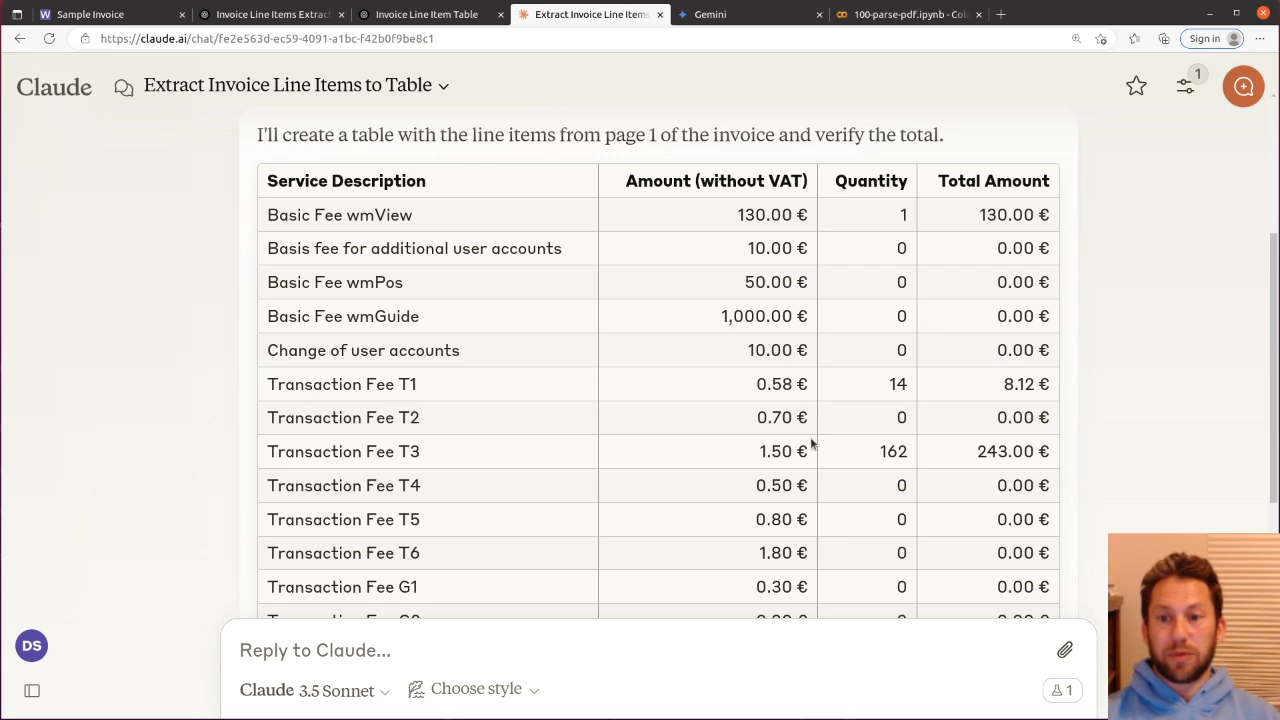 Sample Invoice
Invoice Line Items Extract
Invoice Line Item Table
Extract Invoice Line Items
Gemini
100-parse-pdf.ipynb - Cola
https://claude.ai/chat/fe2e563d-ec59-4091-a1bc-f42b0f9be8c1
Sign in
Claude
Extract Invoice Line Items to Table
1
I'll create a table with the line items from page 1 of the invoice and verify the total.
Service Description Amount (without VAT) Quantity Total Amount
Basic Fee wmView 130.00 € 1 130.00 €
Basis fee for additional user accounts 10.00 € 0 0.00 €
Basic Fee wmPos 50.00 € 0 0.00 €
Basic Fee wmGuide 1,000.00 € 0 0.00 €
Change of user accounts 10.00 € 0 0.00 €
Transaction Fee T1 0.58 € 14 8.12 €
Transaction Fee T2 0.70 € 0 0.00 €
Transaction Fee T3 1.50 € 162 243.00 €
Transaction Fee T4 0.50 € 0 0.00 €
Transaction Fee T5 0.80 € 0 0.00 €
Transaction Fee T6 1.80 € 0 0.00 €
Transaction Fee G1 0.30 € 0 0.00 €
DS
Reply to Claude...
Claude 3.5 Sonnet
Choose style
1